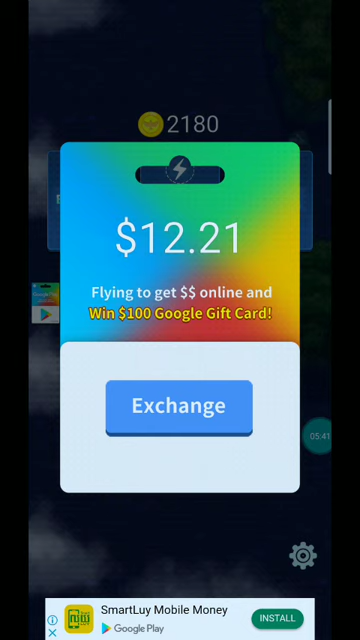 2180
$12.21
Flying to get $$ online and
Win $100 Google Gift Card!
Exchange
05:41
SmartLuy Mobile Money
Google Play
INSTALL